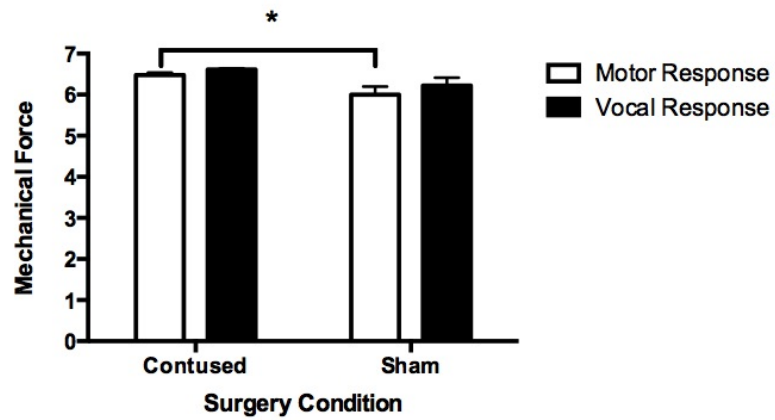 *
7
6
5
4
3
2
1
0
Mechanical Force
Motor Response
Vocal Response
Contused Sham
Surgery Condition